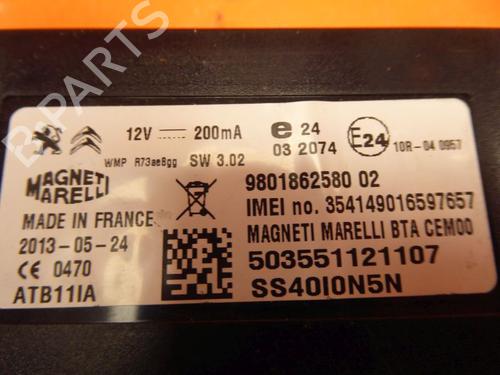 12V 200mA e 24 E24
03 2074 10R-04 0957
WMP R73ae8gg SW 3.02
MAGNETI
MARELLI
9801862580 02
MADE IN FRANCE
IMEI no. 354149016597657
2013-05-24
MAGNETI MARELLI BTA CEM00
CE 0470
503551121107
ATB11IA
SS40I0N5N
B-PARTS